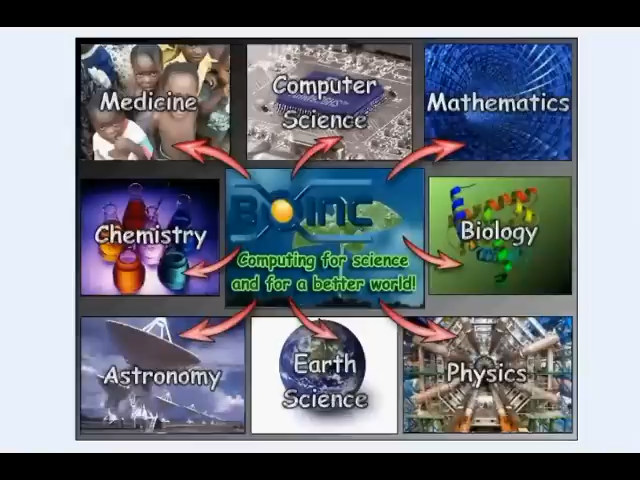 Medicine
Computer
Science
Mathematics
Chemistry
BOINC
Computing for science
and for a better world!
Biology
Astronomy
Earth
Science
Physics